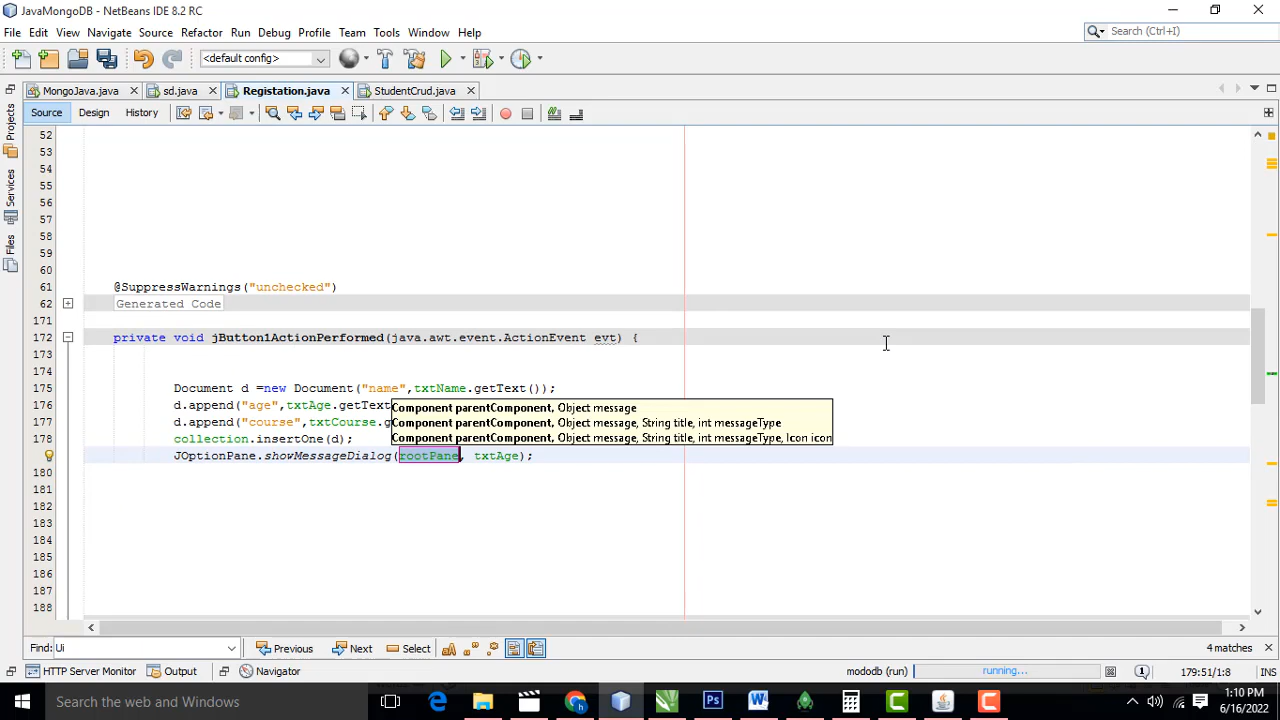 JavaMongoDB - NetBeans IDE 8.2 RC
File Edit View Navigate Source Refactor Run Debug Profile Team Tools Window Help
Search (Ctrl+I)
<default config>
MongoJava.java sd.java Registation.java StudentCrud.java
Source Design History
Projects
Services
Files
52
53
54
55
56
57
58
59
60
61 @SuppressWarnings("unchecked")
62 Generated Code
171
172 private void jButton1ActionPerformed(java.awt.event.ActionEvent evt) {
173
174
175 Document d =new Document("name",txtName.getText());
176 d.append("age",txtAge.getText
Component parentComponent, Object message
177 d.append("course",txtCourse.g
Component parentComponent, Object message, String title, int messageType
178 collection.insertOne(d);
Component parentComponent, Object message, String title, int messageType, Icon icon
JOptionPane.showMessageDialog(rootPane, txtAge);
180
181
182
183
184
185
186
187
188
Find: Ui Previous Next Select 4 matches
HTTP Server Monitor Output Navigator mododb (run) running... 179:51/1:8 INS
Search the web and Windows
1:10 PM
6/16/2022